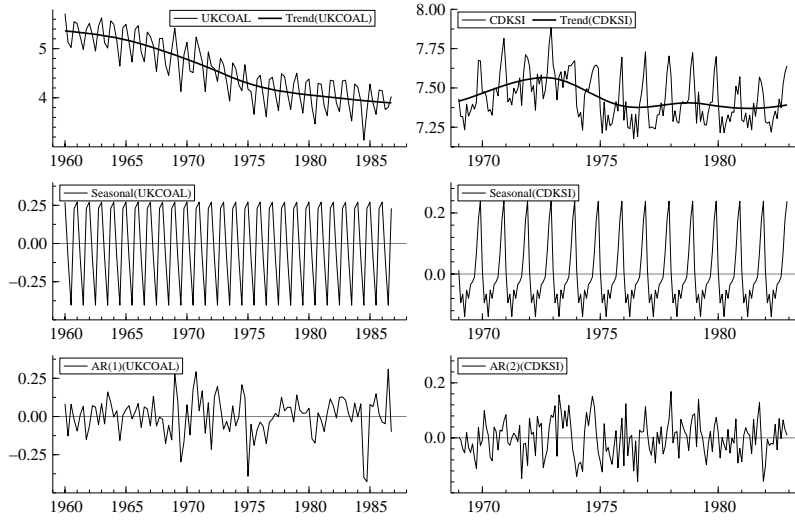 UKCOAL Trend(UKCOAL)
5
4
1960 1965 1970 1975 1980 1985
8.00
CDKSI Trend(CDKSI)
7.75
7.50
7.25
1970 1975 1980
Seasonal(UKCOAL)
0.25
0.00
−0.25
1960 1965 1970 1975 1980 1985
Seasonal(CDKSI)
0.2
0.0
1970 1975 1980
AR(1)(UKCOAL)
0.25
0.00
−0.25
1960 1965 1970 1975 1980 1985
AR(2)(CDKSI)
0.2
0.0
1970 1975 1980